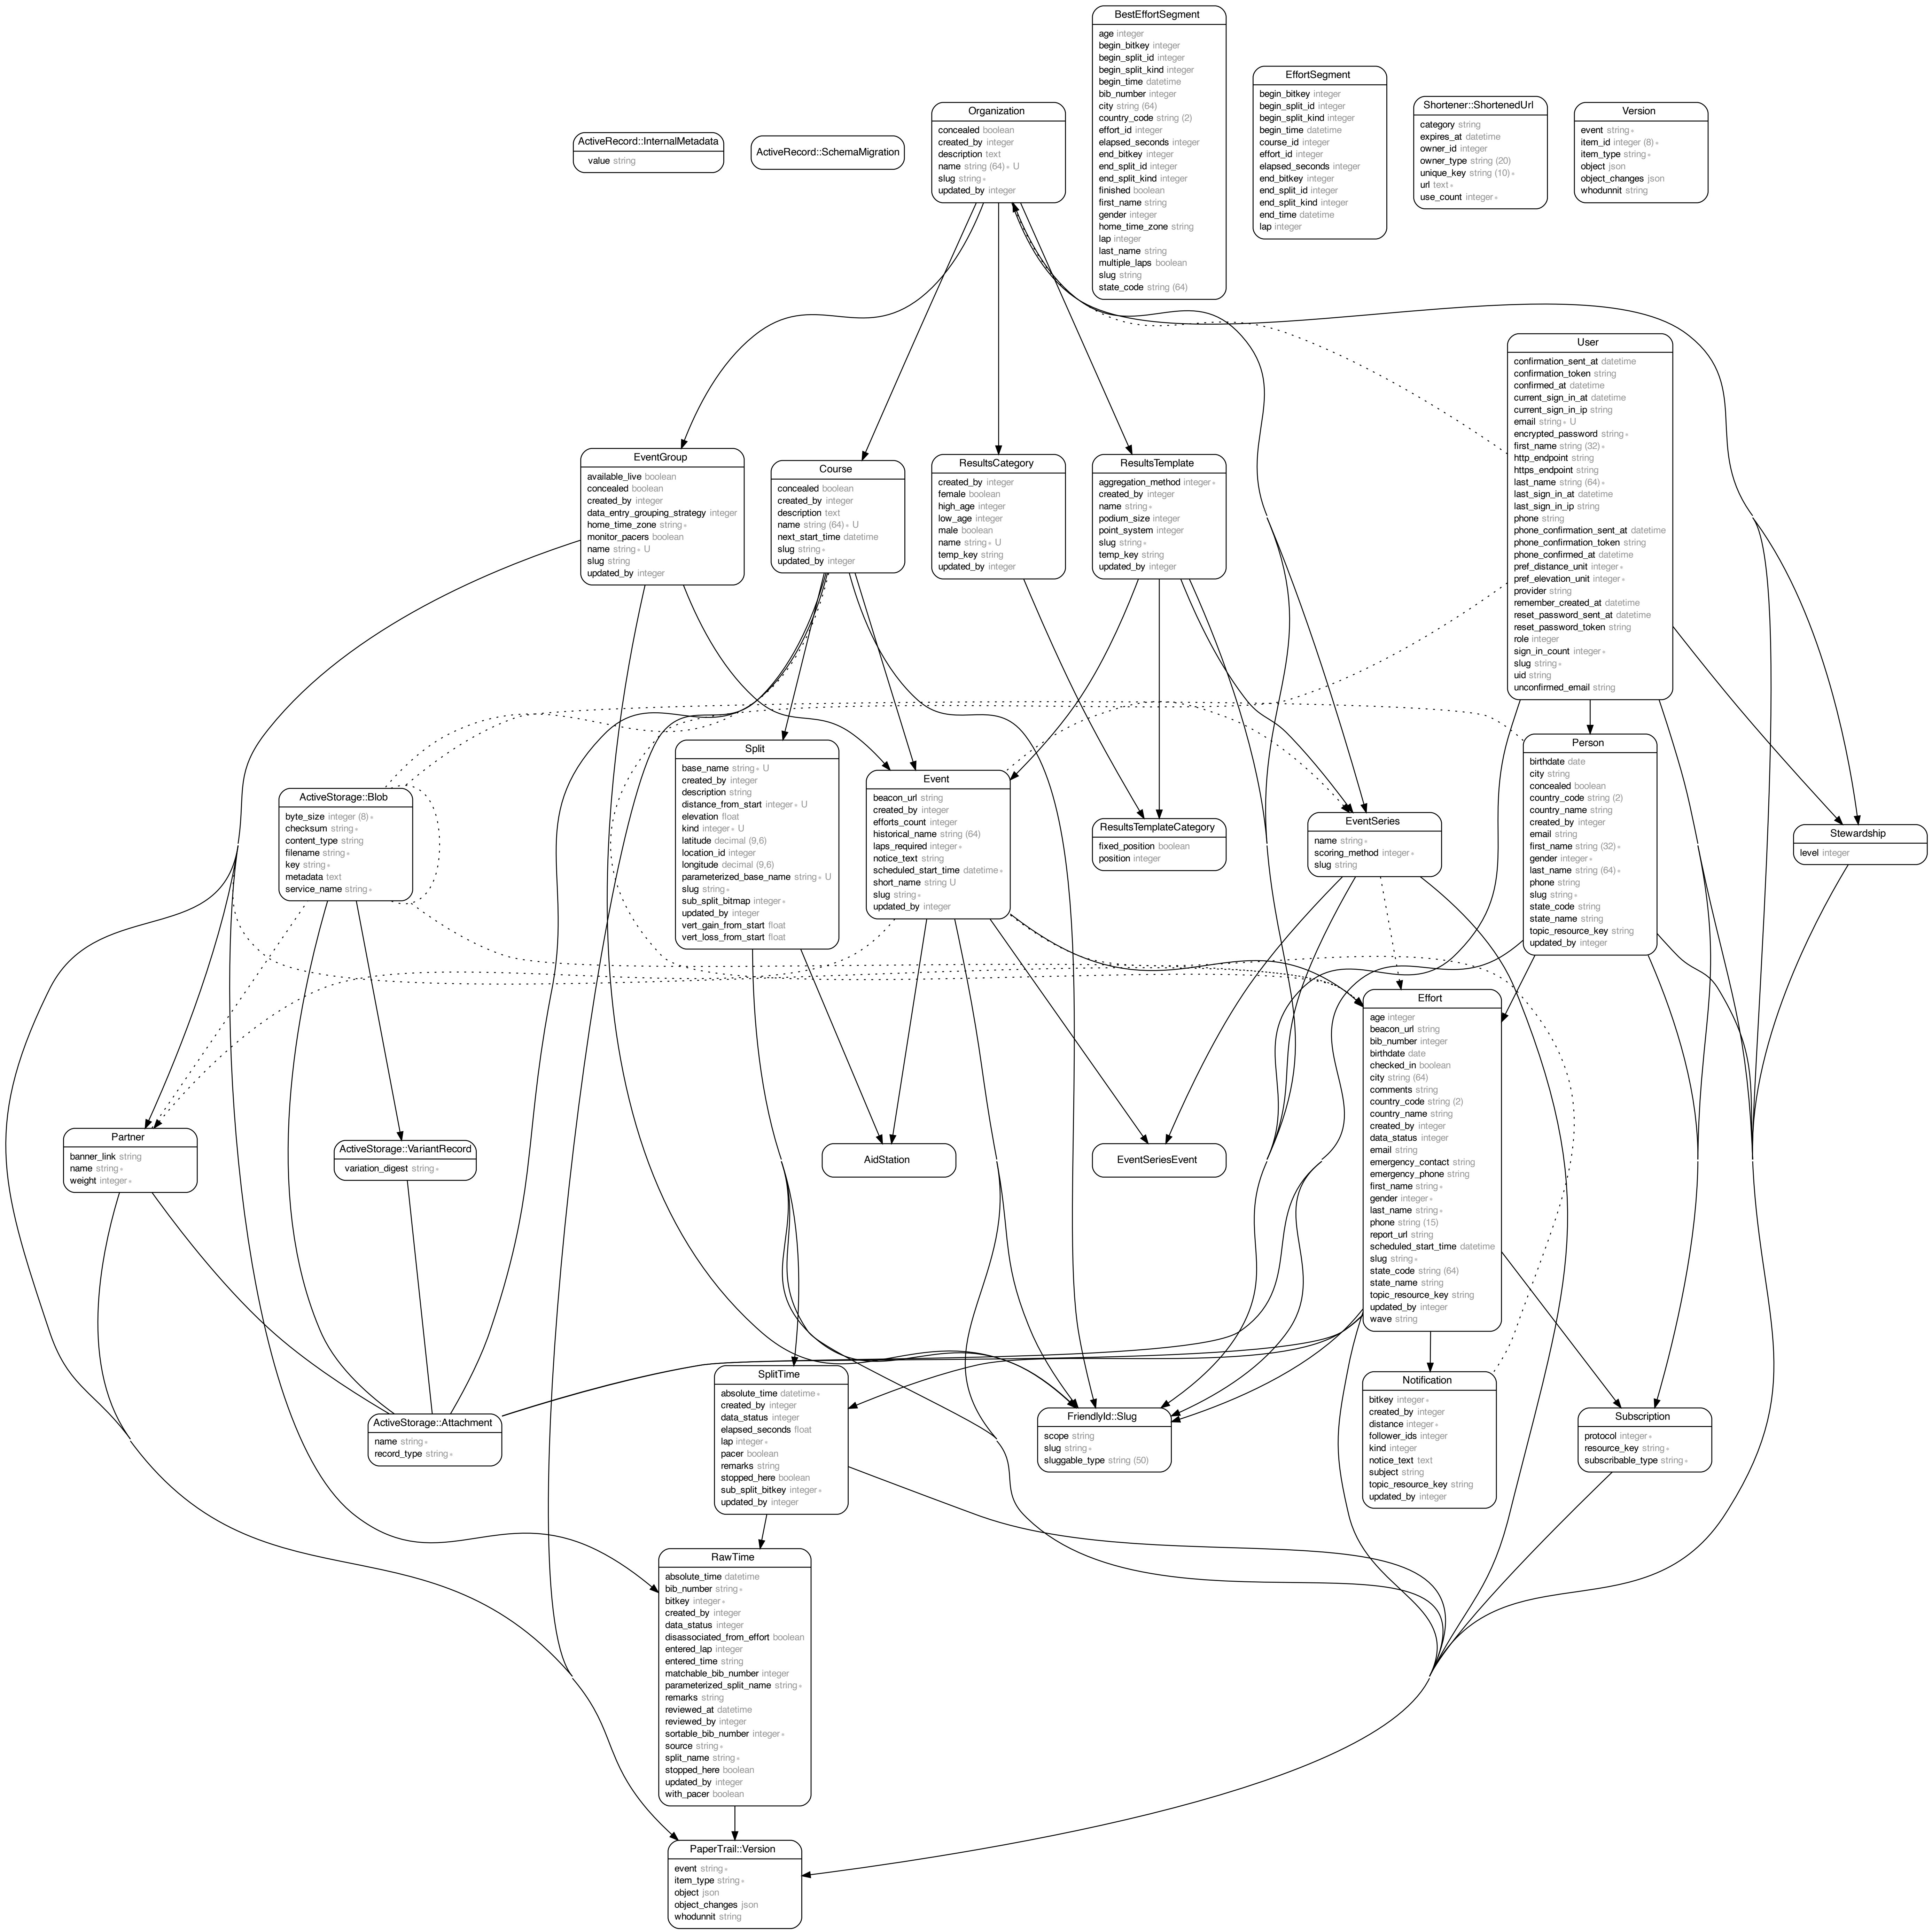 BestEffortSegment
age integer
begin_bitkey integer
begin_split_id integer
begin_split_kind integer
begin_time datetime
bib_number integer
city string (64)
country_code string (2)
effort_id integer
elapsed_seconds integer
end_bitkey integer
end_split_id integer
end_split_kind integer
finished boolean
first_name string
gender integer
home_time_zone string
lap integer
last_name string
multiple_laps boolean
slug string
state_code string (64)
EffortSegment
begin_bitkey integer
begin_split_id integer
begin_split_kind integer
begin_time datetime
course_id integer
effort_id integer
elapsed_seconds integer
end_bitkey integer
end_split_id integer
end_split_kind integer
end_time datetime
lap integer
Shortener::ShortenedUrl
category string
expires_at datetime
owner_id integer
owner_type string (20)
unique_key string (10)∗
url text∗
use_count integer∗
Version
event string∗
item_id integer (8)∗
item_type string∗
object json
object_changes json
whodunnit string
Organization
concealed boolean
created_by integer
description text
name string (64)∗ U
slug string∗
updated_by integer
ActiveRecord::InternalMetadata
value string
ActiveRecord::SchemaMigration
User
confirmation_sent_at datetime
confirmation_token string
confirmed_at datetime
current_sign_in_at datetime
current_sign_in_ip string
email string∗ U
encrypted_password string∗
first_name string (32)∗
http_endpoint string
https_endpoint string
last_name string (64)∗
last_sign_in_at datetime
last_sign_in_ip string
phone string
phone_confirmation_sent_at datetime
phone_confirmation_token string
phone_confirmed_at datetime
pref_distance_unit integer∗
pref_elevation_unit integer∗
provider string
remember_created_at datetime
reset_password_sent_at datetime
reset_password_token string
role integer
sign_in_count integer∗
slug string∗
uid string
unconfirmed_email string
EventGroup
available_live boolean
concealed boolean
created_by integer
data_entry_grouping_strategy integer
home_time_zone string∗
monitor_pacers boolean
name string∗ U
slug string
updated_by integer
Course
concealed boolean
created_by integer
description text
name string (64)∗ U
next_start_time datetime
slug string∗
updated_by integer
ResultsCategory
created_by integer
female boolean
high_age integer
low_age integer
male boolean
name string∗ U
temp_key string
updated_by integer
ResultsTemplate
aggregation_method integer∗
created_by integer
name string∗
podium_size integer
point_system integer
slug string∗
temp_key string
updated_by integer
Split
base_name string∗ U
created_by integer
description string
distance_from_start integer∗ U
elevation float
kind integer∗ U
latitude decimal (9,6)
location_id integer
longitude decimal (9,6)
parameterized_base_name string∗ U
slug string∗
sub_split_bitmap integer∗
updated_by integer
vert_gain_from_start float
vert_loss_from_start float
Event
beacon_url string
created_by integer
efforts_count integer
historical_name string (64)
laps_required integer∗
notice_text string
scheduled_start_time datetime∗
short_name string U
slug string∗
updated_by integer
ActiveStorage::Blob
byte_size integer (8)∗
checksum string∗
content_type string
filename string∗
key string∗
metadata text
service_name string∗
ResultsTemplateCategory
fixed_position boolean
position integer
EventSeries
name string∗
scoring_method integer∗
slug string
Person
birthdate date
city string
concealed boolean
country_code string (2)
country_name string
created_by integer
email string
first_name string (32)∗
gender integer∗
last_name string (64)∗
phone string
slug string∗
state_code string
state_name string
topic_resource_key string
updated_by integer
Stewardship
level integer
Effort
age integer
beacon_url string
bib_number integer
birthdate date
checked_in boolean
city string (64)
comments string
country_code string (2)
country_name string
created_by integer
data_status integer
email string
emergency_contact string
emergency_phone string
first_name string∗
gender integer∗
last_name string∗
phone string (15)
report_url string
scheduled_start_time datetime
slug string∗
state_code string (64)
state_name string
topic_resource_key string
updated_by integer
wave string
Partner
banner_link string
name string∗
weight integer∗
ActiveStorage::VariantRecord
variation_digest string∗
AidStation
EventSeriesEvent
SplitTime
absolute_time datetime∗
created_by integer
data_status integer
elapsed_seconds float
lap integer∗
pacer boolean
remarks string
stopped_here boolean
sub_split_bitkey integer∗
updated_by integer
ActiveStorage::Attachment
name string∗
record_type string∗
FriendlyId::Slug
scope string
slug string∗
sluggable_type string (50)
Notification
bitkey integer∗
created_by integer
distance integer∗
follower_ids integer
kind integer
notice_text text
subject string
topic_resource_key string
updated_by integer
Subscription
protocol integer∗
resource_key string∗
subscribable_type string∗
RawTime
absolute_time datetime
bib_number string∗
bitkey integer∗
created_by integer
data_status integer
disassociated_from_effort boolean
entered_lap integer
entered_time string
matchable_bib_number integer
parameterized_split_name string∗
remarks string
reviewed_at datetime
reviewed_by integer
sortable_bib_number integer∗
source string∗
split_name string∗
stopped_here boolean
updated_by integer
with_pacer boolean
PaperTrail::Version
event string∗
item_type string∗
object json
object_changes json
whodunnit string